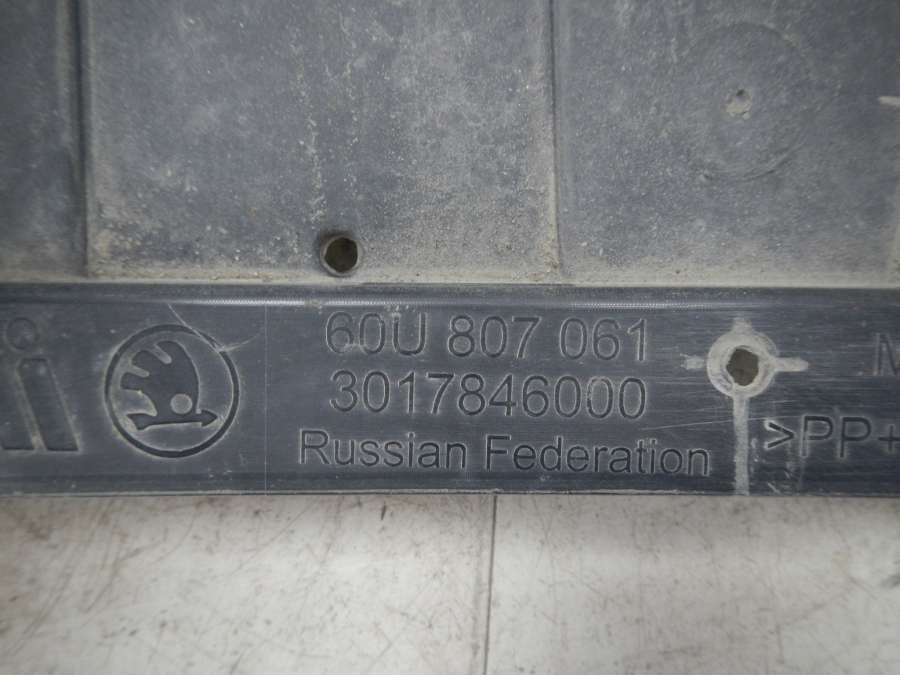 60U 807 061
3017846000
Russian Federation
>PP+